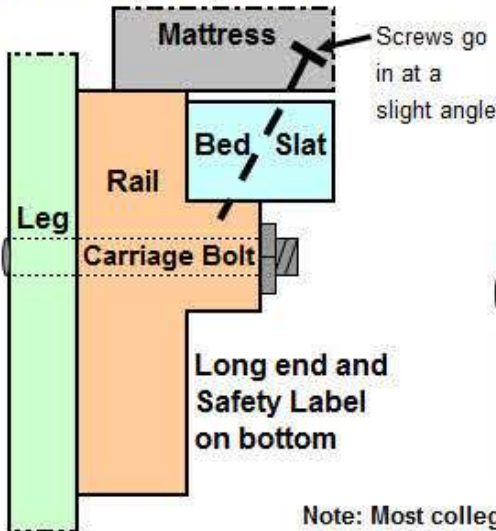 Mattress
Screws go
in at a
slight angle
Bed Slat
Rail
Leg
Carriage Bolt
Long end and
Safety Label
on bottom
Note: Most